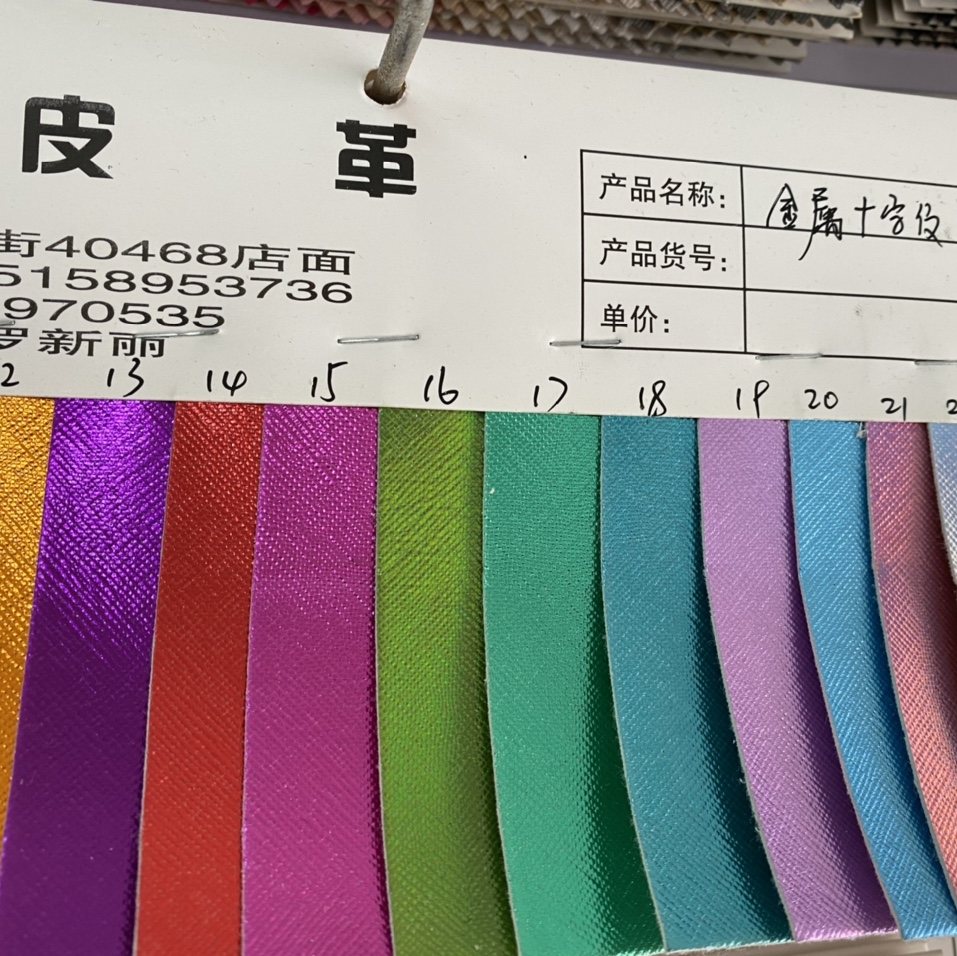 皮 革
街40468店面
5158953736
970535
罗新丽
产品名称： 金属十字纹
产品货号：
单价：
2 13 14 15 16 17 18 19 20 21 2